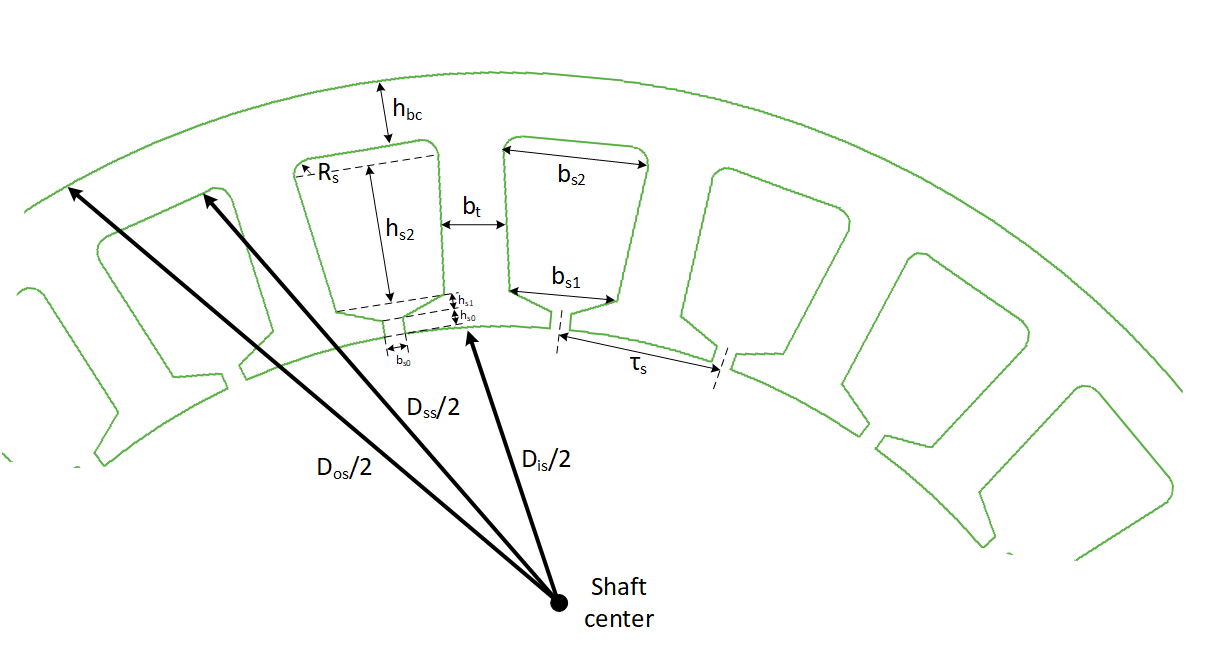 h_bc
R_s
b_s2
b_t
h_s2
b_s1
h_s1
h_s0
b_s0
τ_s
D_ss/2
D_os/2
D_is/2
Shaft
center